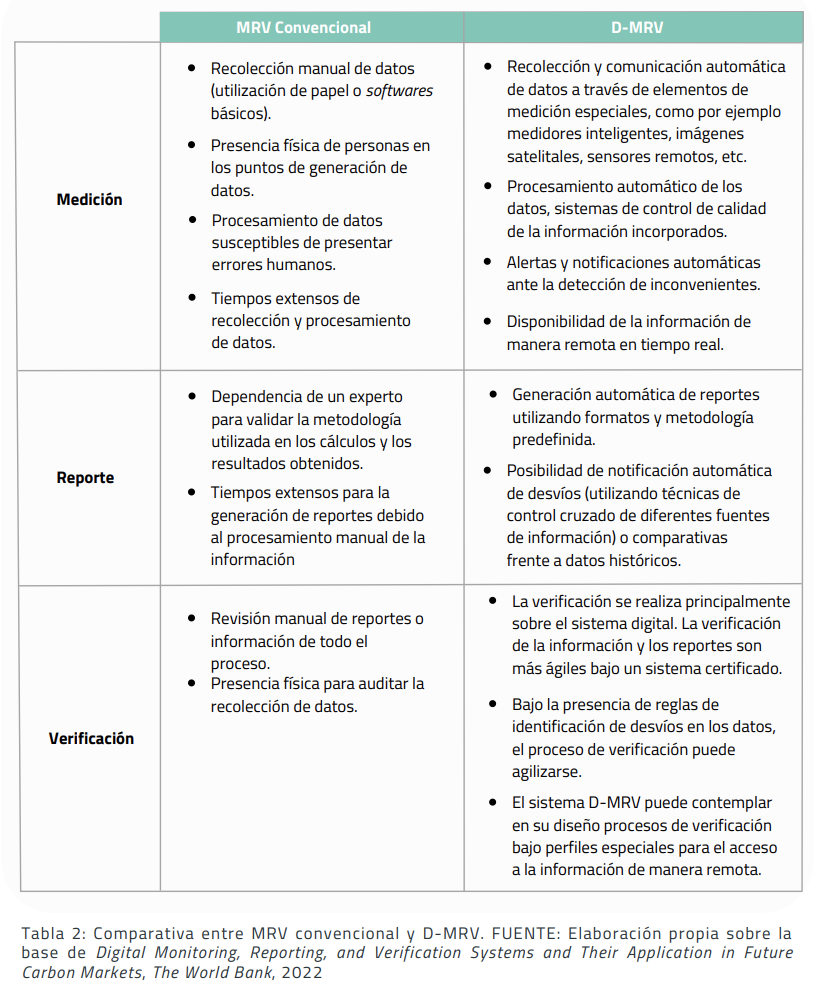 MRV Convencional
D-MRV
Medición
● Recolección manual de datos
(utilización de papel o softwares
básicos).
● Presencia física de personas en
los puntos de generación de
datos.
● Procesamiento de datos
susceptibles de presentar
errores humanos.
● Tiempos extensos de
recolección y procesamiento
de datos.
● Recolección y comunicación automática
de datos a través de elementos de
medición especiales, como por ejemplo
medidores inteligentes, imágenes
satelitales, sensores remotos, etc.
● Procesamiento automático de los
datos, sistemas de control de calidad
de la información incorporados.
● Alertas y notificaciones automáticas
ante la detección de inconvenientes.
● Disponibilidad de la información de
manera remota en tiempo real.
Reporte
● Dependencia de un experto
para validar la metodología
utilizada en los cálculos y los
resultados obtenidos.
● Tiempos extensos para la
generación de reportes debido
al procesamiento manual de la
información
● Generación automática de reportes
utilizando formatos y metodología
predefinida.
● Posibilidad de notificación automática
de desvíos (utilizando técnicas de
control cruzado de diferentes fuentes
de información) o comparativas
frente a datos históricos.
Verificación
● Revisión manual de reportes o
información de todo el
proceso.
● Presencia física para auditar la
recolección de datos.
● La verificación se realiza principalmente
sobre el sistema digital. La verificación
de la información y los reportes son
más ágiles bajo un sistema certificado.
● Bajo la presencia de reglas de
identificación de desvíos en los datos,
el proceso de verificación puede
agilizarse.
● El sistema D-MRV puede contemplar
en su diseño procesos de verificación
bajo perfiles especiales para el acceso
a la información de manera remota.
Tabla 2: Comparativa entre MRV convencional y D-MRV. FUENTE: Elaboración propia sobre la
base de Digital Monitoring, Reporting, and Verification Systems and Their Application in Future
Carbon Markets, The World Bank, 2022